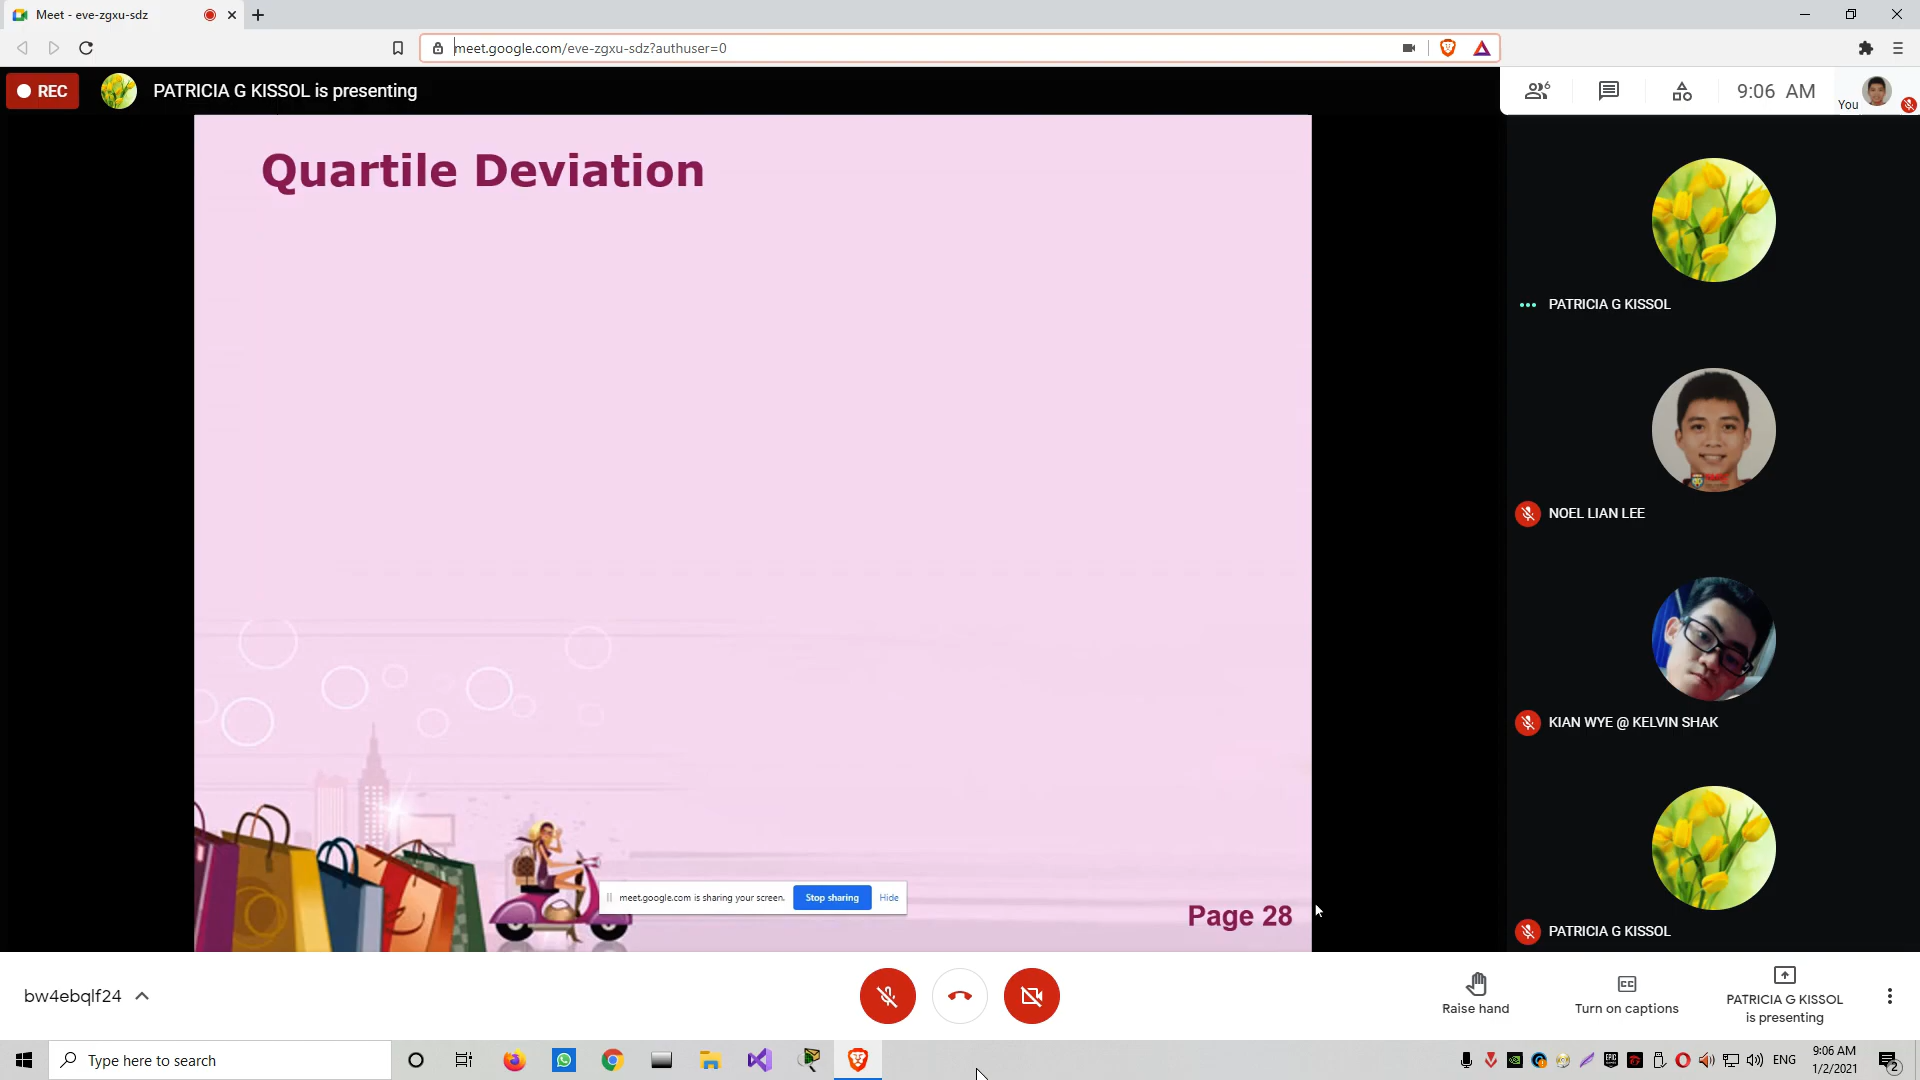 Meet - eve-zgxu-sdz
meet.google.com/eve-zgxu-sdz?authuser=0
REC
PATRICIA G KISSOL is presenting
6
9:06 AM
You
Quartile Deviation
PATRICIA G KISSOL
NOEL LIAN LEE
KIAN WYE @ KELVIN SHAK
PATRICIA G KISSOL
meet.google.com is sharing your screen.
Stop sharing
Hide
Page 28
bw4ebqlf24
Raise hand
Turn on captions
PATRICIA G KISSOL
is presenting
Type here to search
ENG
9:06 AM
1/2/2021
2